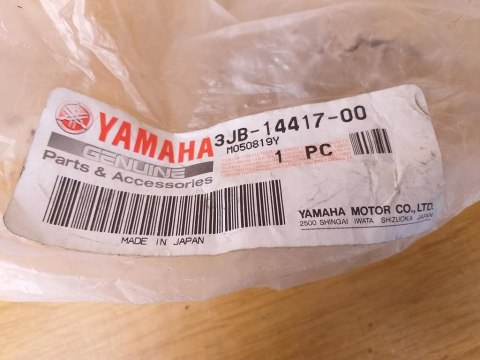 YAMAHA
3JB-14417-00
M050819Y
GENUINE
1 PC
Parts & Accessories
YAMAHA MOTOR CO., LTD.
2500 SHINGAI IWATA SHIZUOKA JAPAN
MADE IN JAPAN